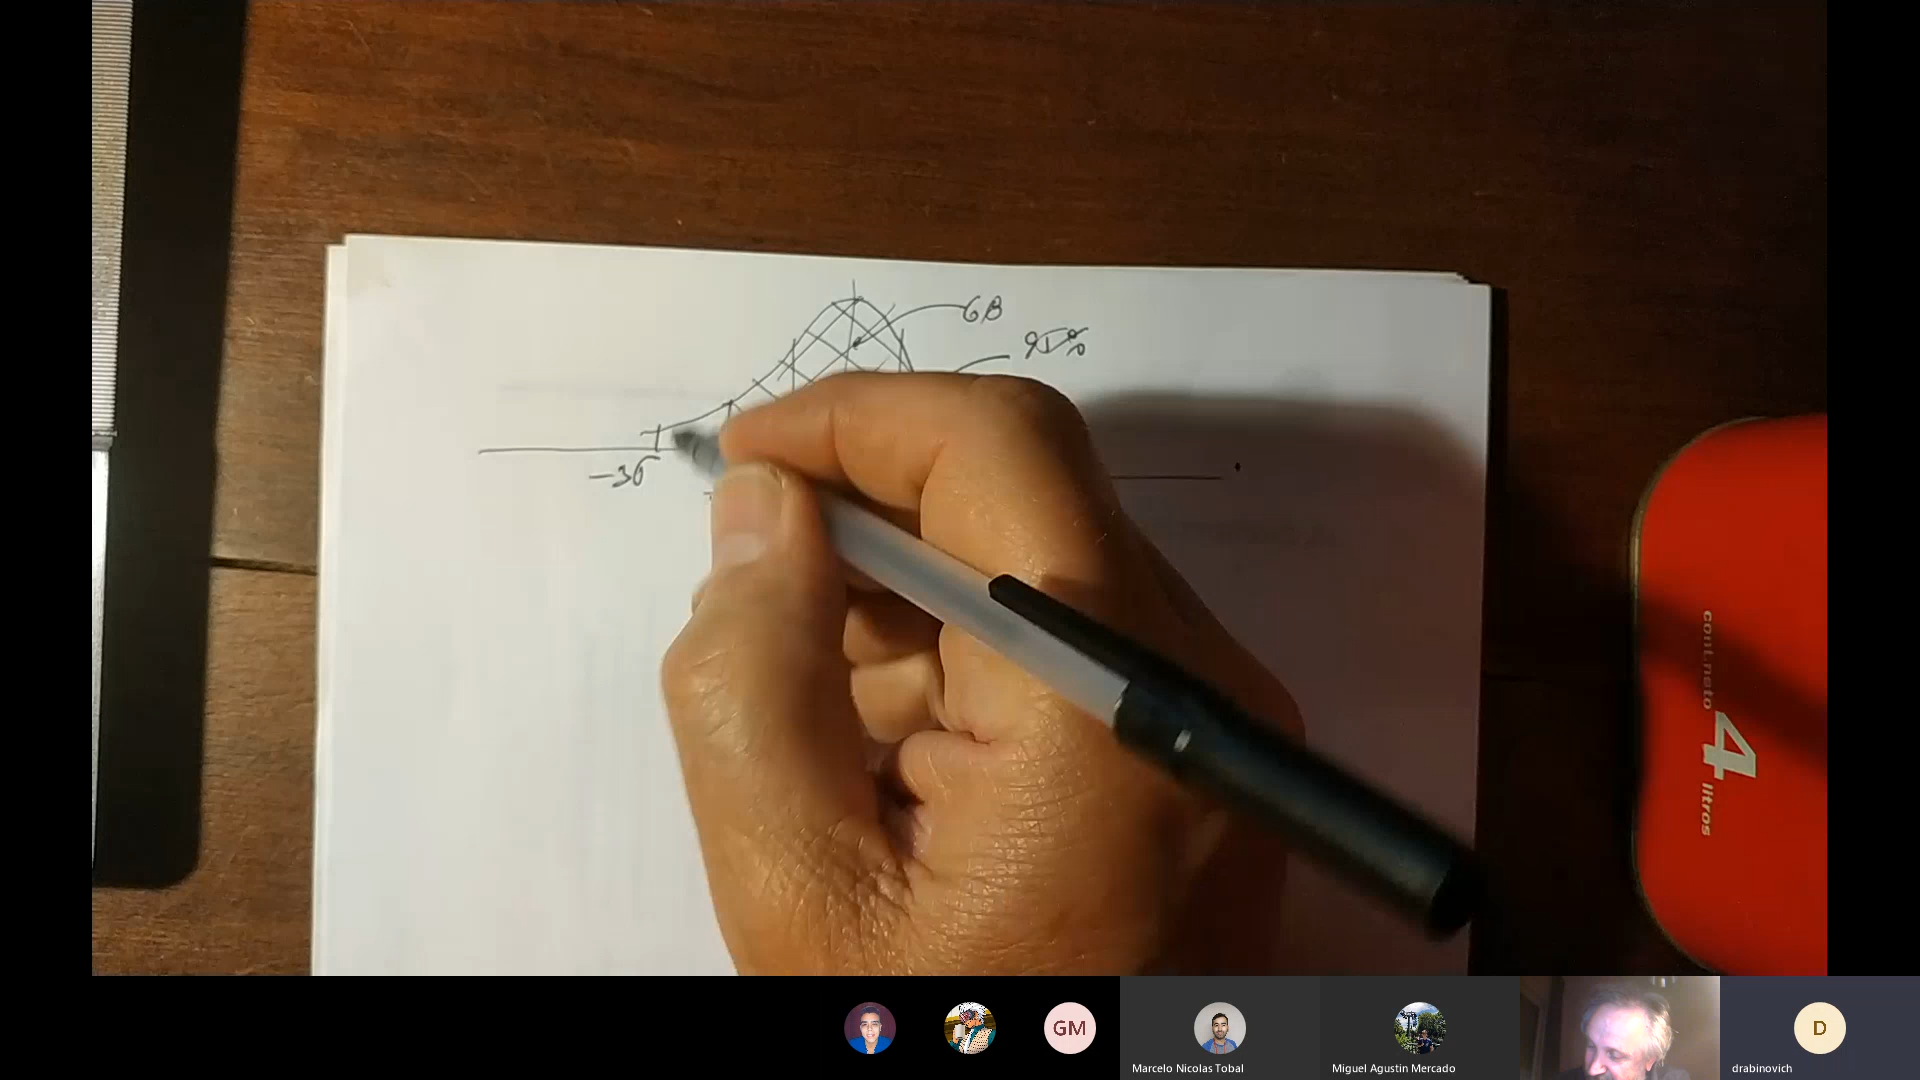 68
95%
-3σ
cont.neto 4 litros
GM
D
Marcelo Nicolas Tobal
Miguel Agustin Mercado
drabinovich